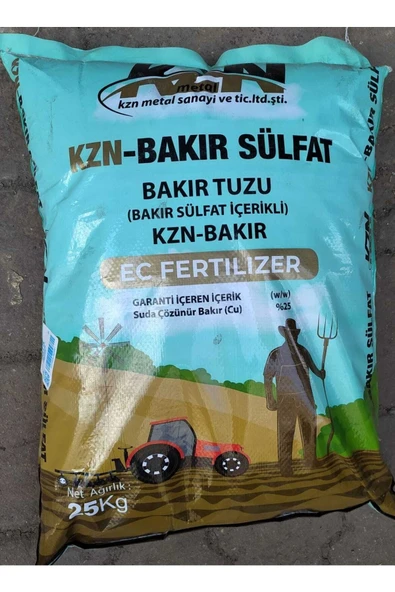 KZN
metal
kzn metal sanayi ve tic.ltd.şti.
KZN-BAKIR SÜLFAT
BAKIR TUZU
(BAKIR SÜLFAT İÇERİKLİ)
KZN-BAKIR
EC FERTILIZER
GARANTİ İÇEREN İÇERİK (w/w)
Suda Çözünür Bakır (Cu) %25
Net Ağırlık:
25Kg
KZN BAKIR SÜLFAT